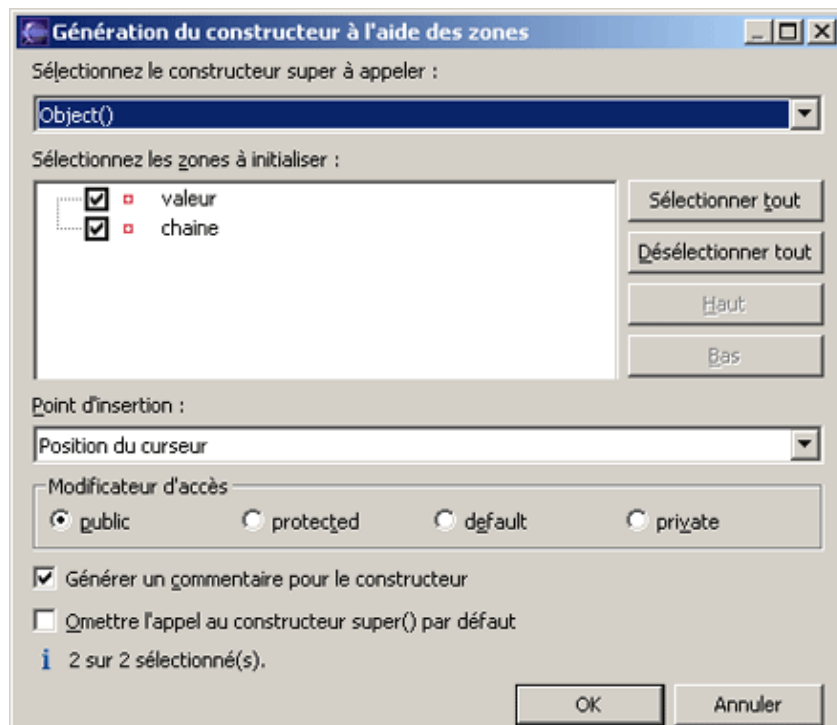 Génération du constructeur à l'aide des zones
Sélectionnez le constructeur super à appeler :
Object()
Sélectionnez les zones à initialiser :
valeur
chaine
Sélectionner tout
Désélectionner tout
Haut
Bas
Point d'insertion :
Position du curseur
Modificateur d'accès
public protected default private
Générer un commentaire pour le constructeur
Omettre l'appel au constructeur super() par défaut
2 sur 2 sélectionné(s).
OK Annuler